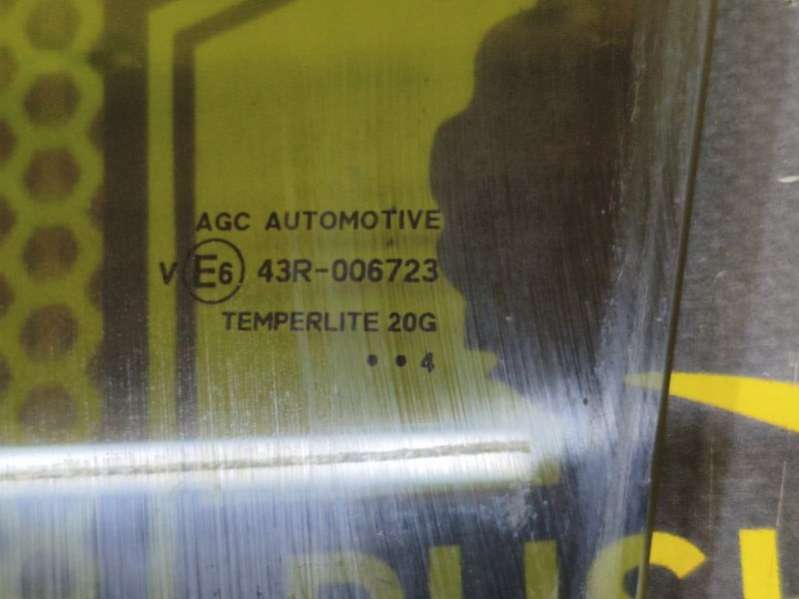 AGC AUTOMOTIVE
V E6 43R-006723
TEMPERLITE 20G
• • 4